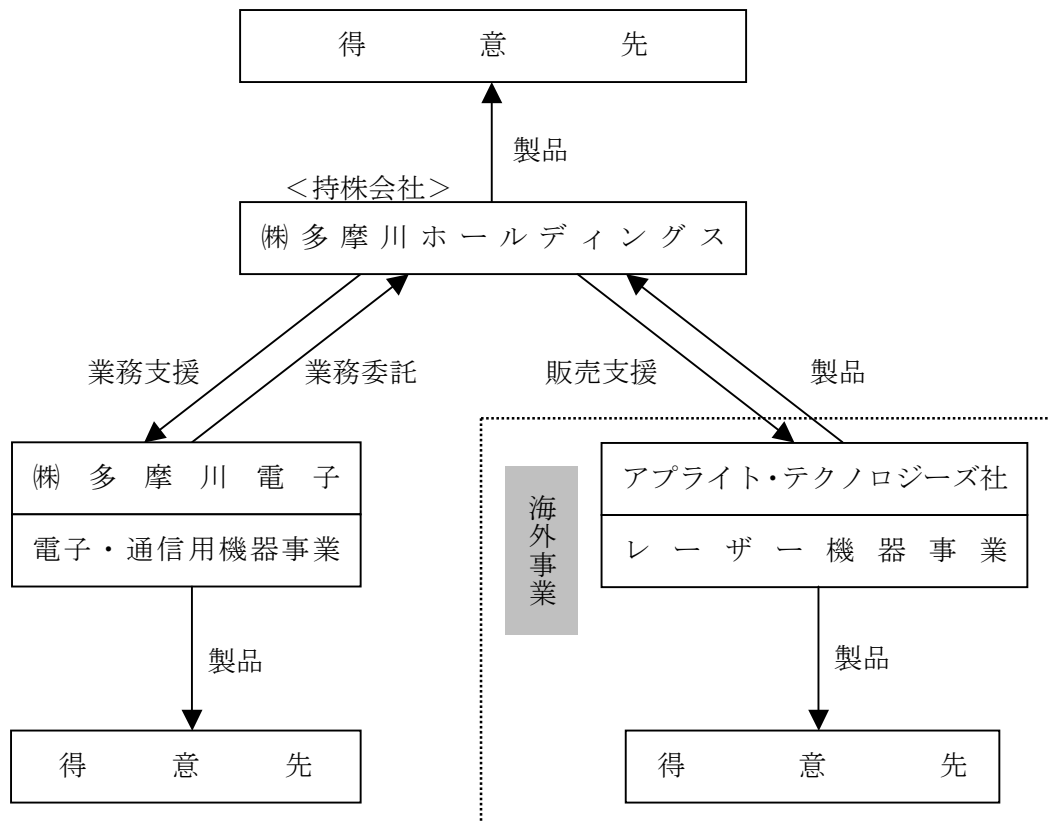 得意先
製品
＜持株会社＞
㈱多摩川ホールディングス
業務支援
業務委託
販売支援
製品
㈱多摩川電子
電子・通信用機器事業
海外事業
アプライト・テクノロジーズ社
レーザー機器事業
製品
製品
得意先
得意先